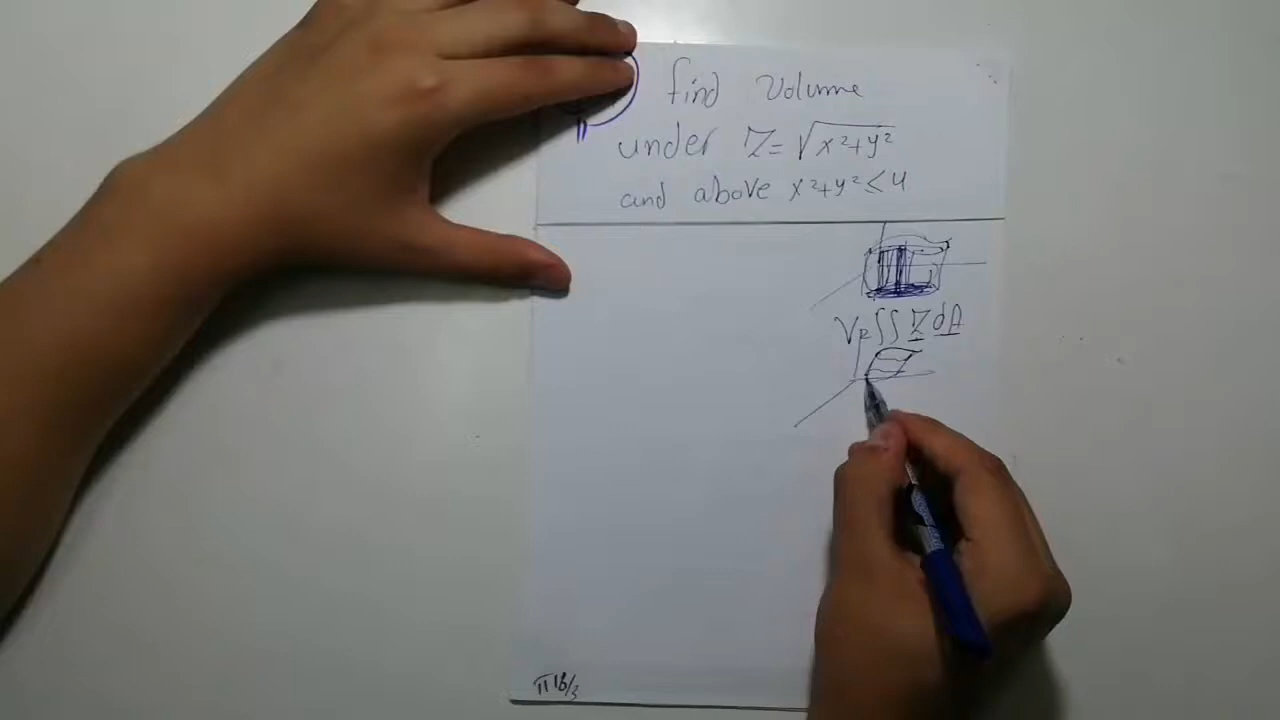 find Volume
under Z = √x²+y²
and above x²+y² ≤ 4
V = ∫∫ Z dA
π16/3